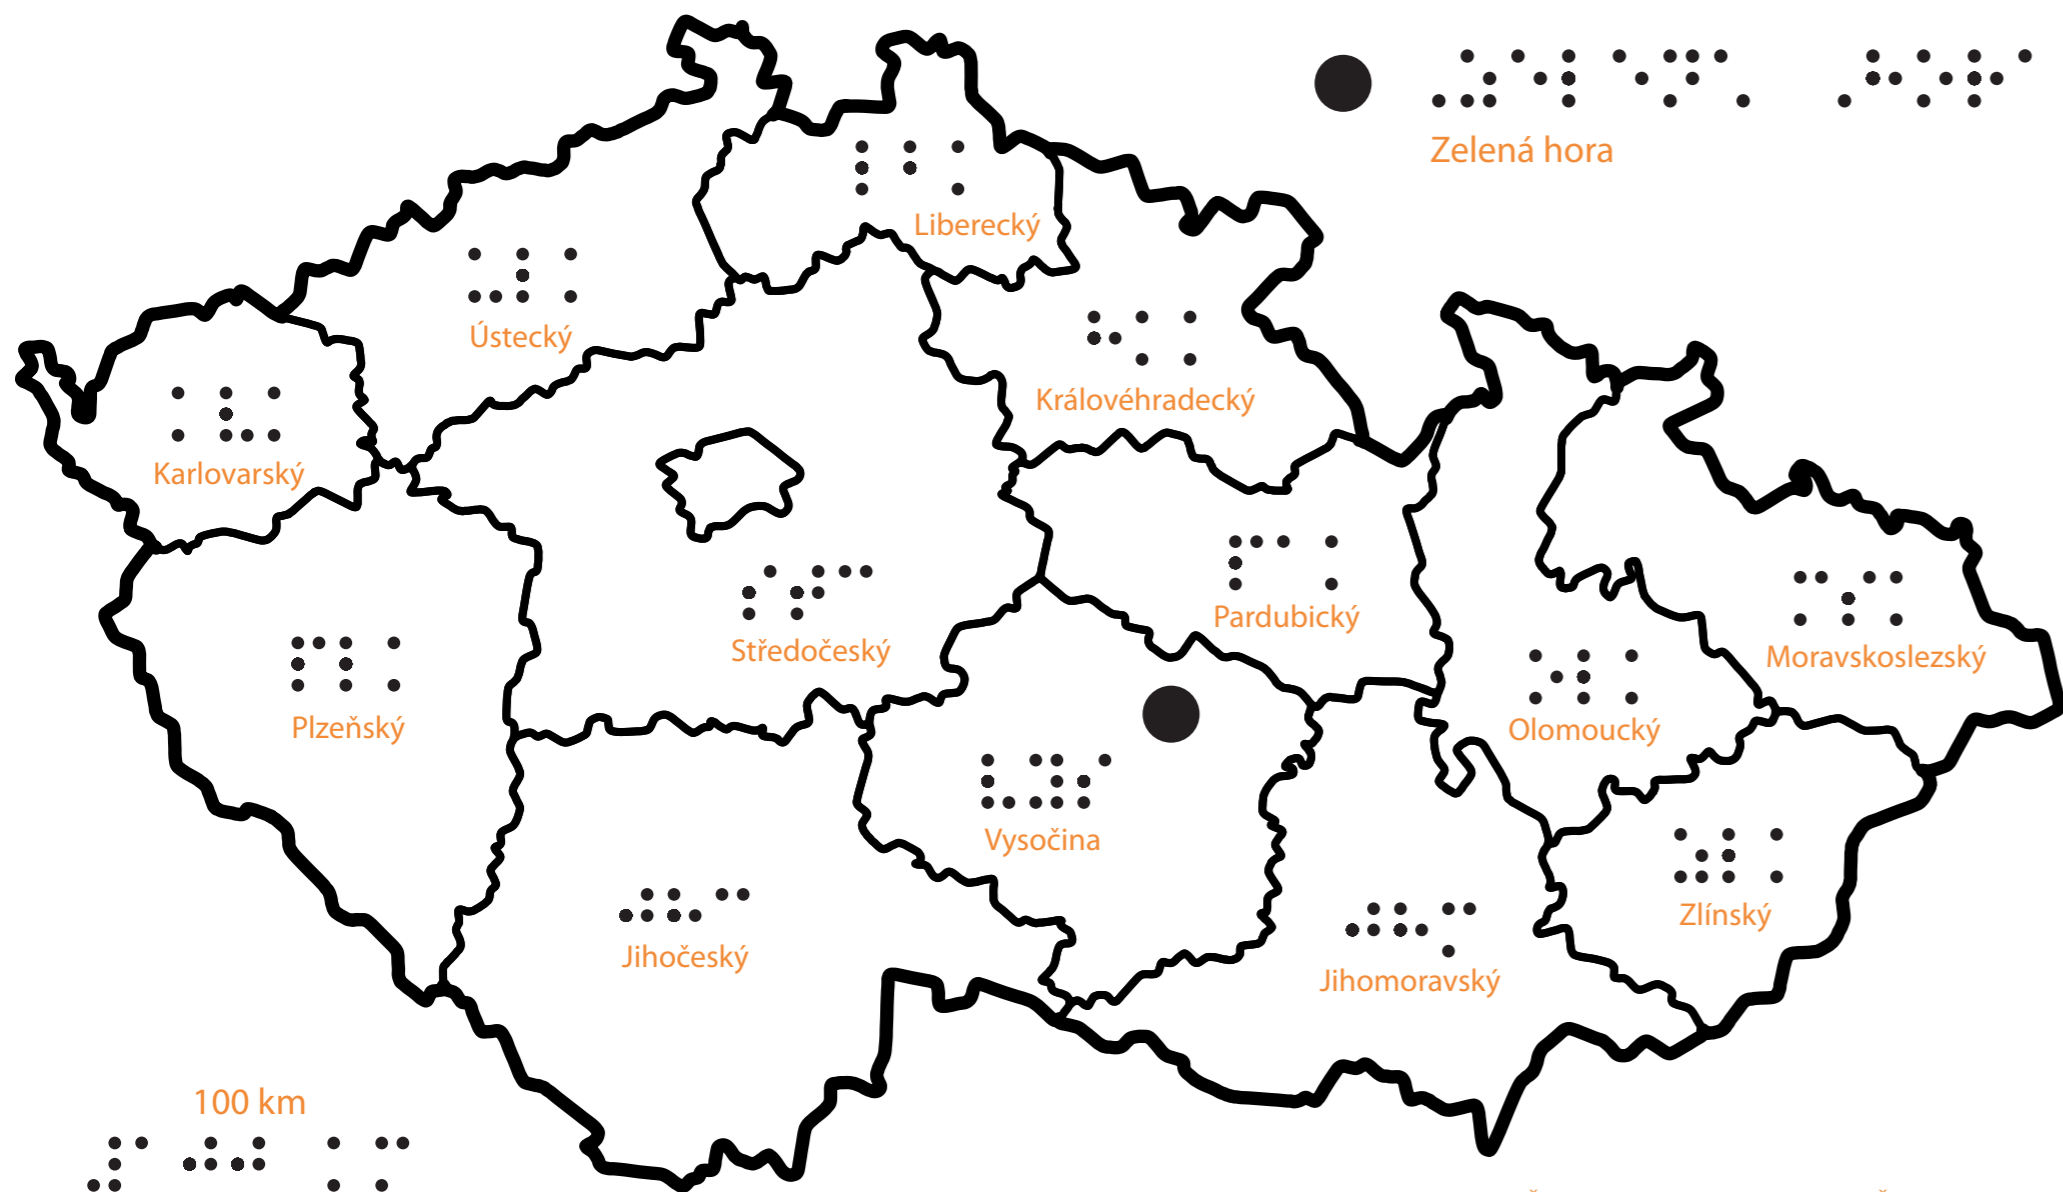 Zelená hora
Liberecký
Ústecký
Královéhradecký
Karlovarský
Pardubický
Středočeský
Moravskoslezský
Plzeňský
Olomoucký
Vysočina
Zlínský
Jihočeský
Jihomoravský
100 km